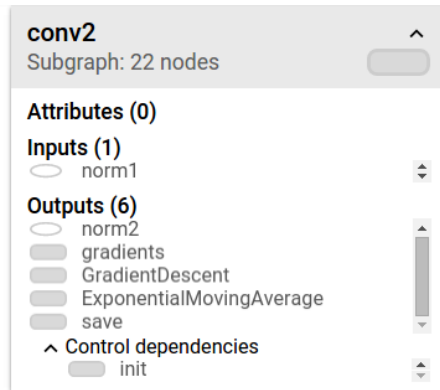 conv2
Subgraph: 22 nodes
Attributes (0)
Inputs (1)
norm1
Outputs (6)
norm2
gradients
GradientDescent
ExponentialMovingAverage
save
Control dependencies
init